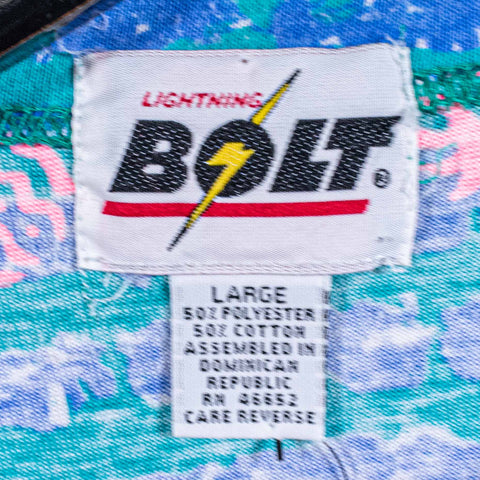 LIGHTNING
BOLT®
LARGE
50% POLYESTER
50% COTTON
ASSEMBLED IN
DOMINICAN
REPUBLIC
RN 46652
CARE REVERSE